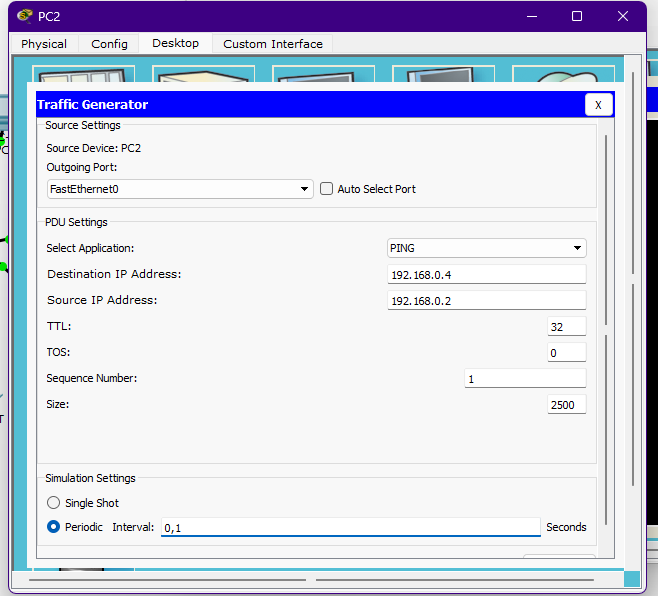 PC2
Physical Config Desktop Custom Interface
Traffic Generator X
Source Settings
Source Device: PC2
Outgoing Port:
FastEthernet0 Auto Select Port
PDU Settings
Select Application: PING
Destination IP Address: 192.168.0.4
Source IP Address: 192.168.0.2
TTL: 32
TOS: 0
Sequence Number: 1
Size: 2500
Simulation Settings
Single Shot
Periodic Interval: 0,1 Seconds